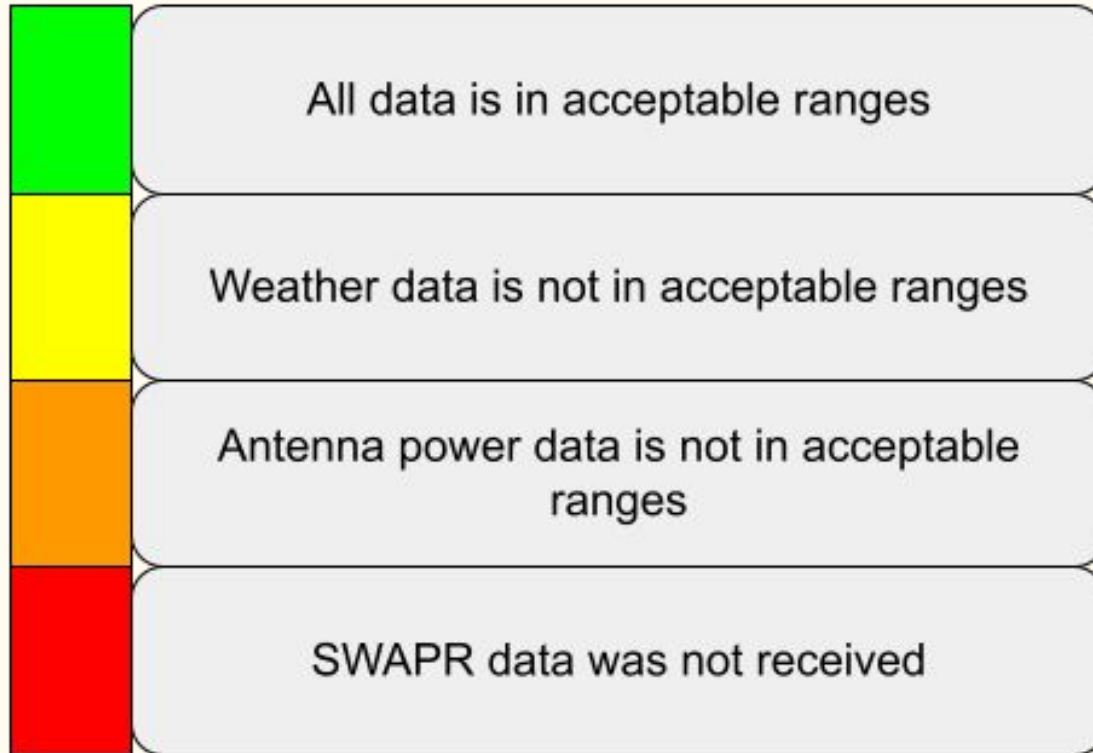 All data is in acceptable ranges
Weather data is not in acceptable ranges
Antenna power data is not in acceptable
ranges
SWAPR data was not received